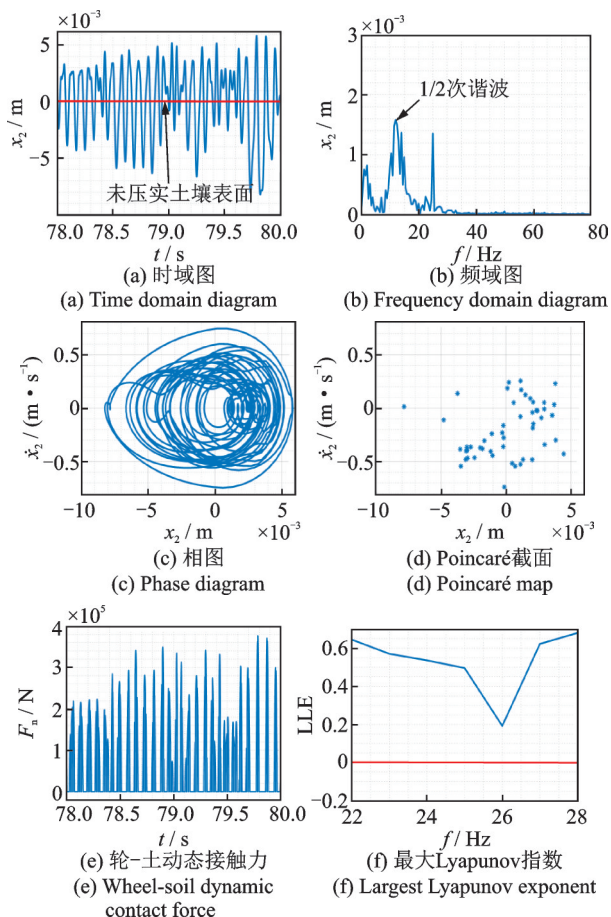 ×10⁻³
5
0
−5
x₂ / m
未压实土壤表面
78.0 78.5 79.0 79.5 80.0
t / s
(a) 时域图
(a) Time domain diagram
×10⁻³
3
2
1
0
x₂ / m
1/2次谐波
0 20 40 60 80
f / Hz
(b) 频域图
(b) Frequency domain diagram
0.5
0
−0.5
ẋ₂ / (m • s⁻¹)
−10 −5 0 5
x₂ / m ×10⁻³
(c) 相图
(c) Phase diagram
0.5
0
−0.5
ẋ₂ / (m • s⁻¹)
−10 −5 0 5
x₂ / m ×10⁻³
(d) Poincaré截面
(d) Poincaré map
×10⁵
4
3
2
1
0
Fₙ / N
78.0 78.5 79.0 79.5 80.0
t / s
(e) 轮-土动态接触力
(e) Wheel-soil dynamic
contact force
0.6
0.4
0.2
0
−0.2
LLE
22 24 26 28
f / Hz
(f) 最大Lyapunov指数
(f) Largest Lyapunov exponent